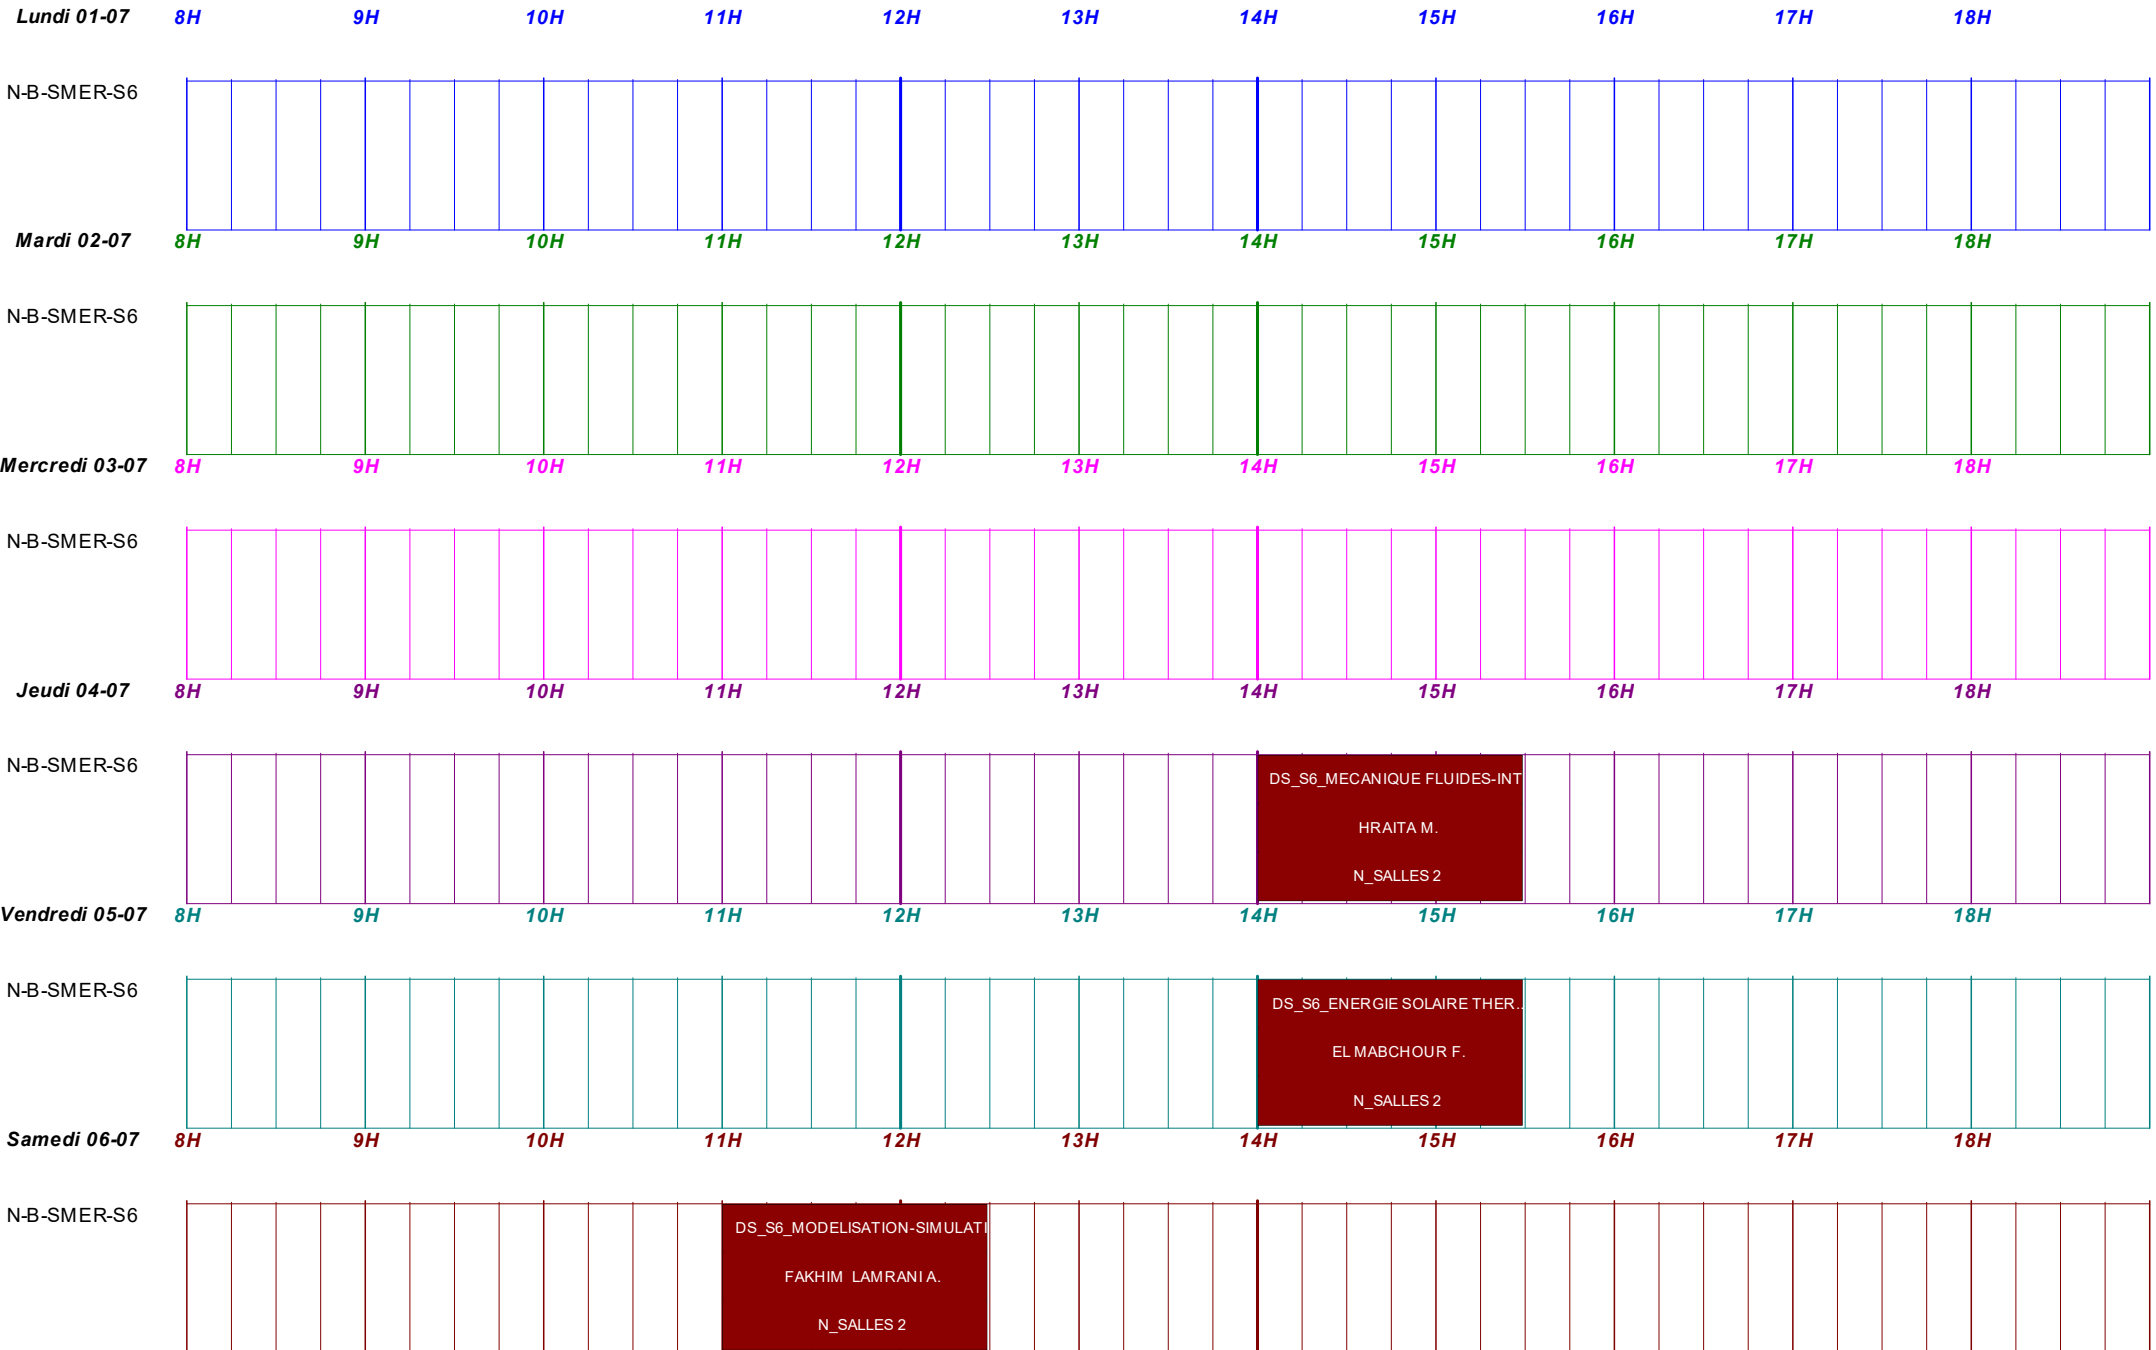 Lundi 01-07 8H 9H 10H 11H 12H 13H 14H 15H 16H 17H 18H
N-B-SMER-S6
Mardi 02-07 8H 9H 10H 11H 12H 13H 14H 15H 16H 17H 18H
N-B-SMER-S6
Mercredi 03-07 8H 9H 10H 11H 12H 13H 14H 15H 16H 17H 18H
N-B-SMER-S6
Jeudi 04-07 8H 9H 10H 11H 12H 13H 14H 15H 16H 17H 18H
N-B-SMER-S6
DS_S6_MECANIQUE FLUIDES-INT
HRAITA M.
N_SALLES 2
Vendredi 05-07 8H 9H 10H 11H 12H 13H 14H 15H 16H 17H 18H
N-B-SMER-S6
DS_S6_ENERGIE SOLAIRE THER..
EL MABCHOUR F.
N_SALLES 2
Samedi 06-07 8H 9H 10H 11H 12H 13H 14H 15H 16H 17H 18H
N-B-SMER-S6
DS_S6_MODELISATION-SIMULATI
FAKHIM LAMRANI A.
N_SALLES 2